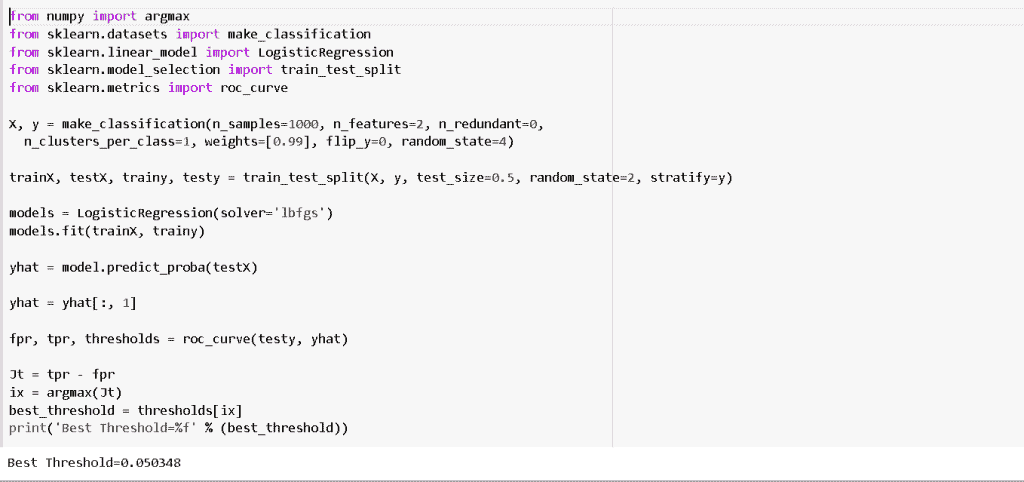 from numpy import argmax
from sklearn.datasets import make_classification
from sklearn.linear_model import LogisticRegression
from sklearn.model_selection import train_test_split
from sklearn.metrics import roc_curve
X, y = make_classification(n_samples=1000, n_features=2, n_redundant=0,
n_clusters_per_class=1, weights=[0.99], flip_y=0, random_state=4)
trainX, testX, trainy, testy = train_test_split(X, y, test_size=0.5, random_state=2, stratify=y)
models = LogisticRegression(solver='lbfgs')
models.fit(trainX, trainy)
yhat = model.predict_proba(testX)
yhat = yhat[:, 1]
fpr, tpr, thresholds = roc_curve(testy, yhat)
Jt = tpr - fpr
ix = argmax(Jt)
best_threshold = thresholds[ix]
print('Best Threshold=%f' % (best_threshold))
Best Threshold=0.050348